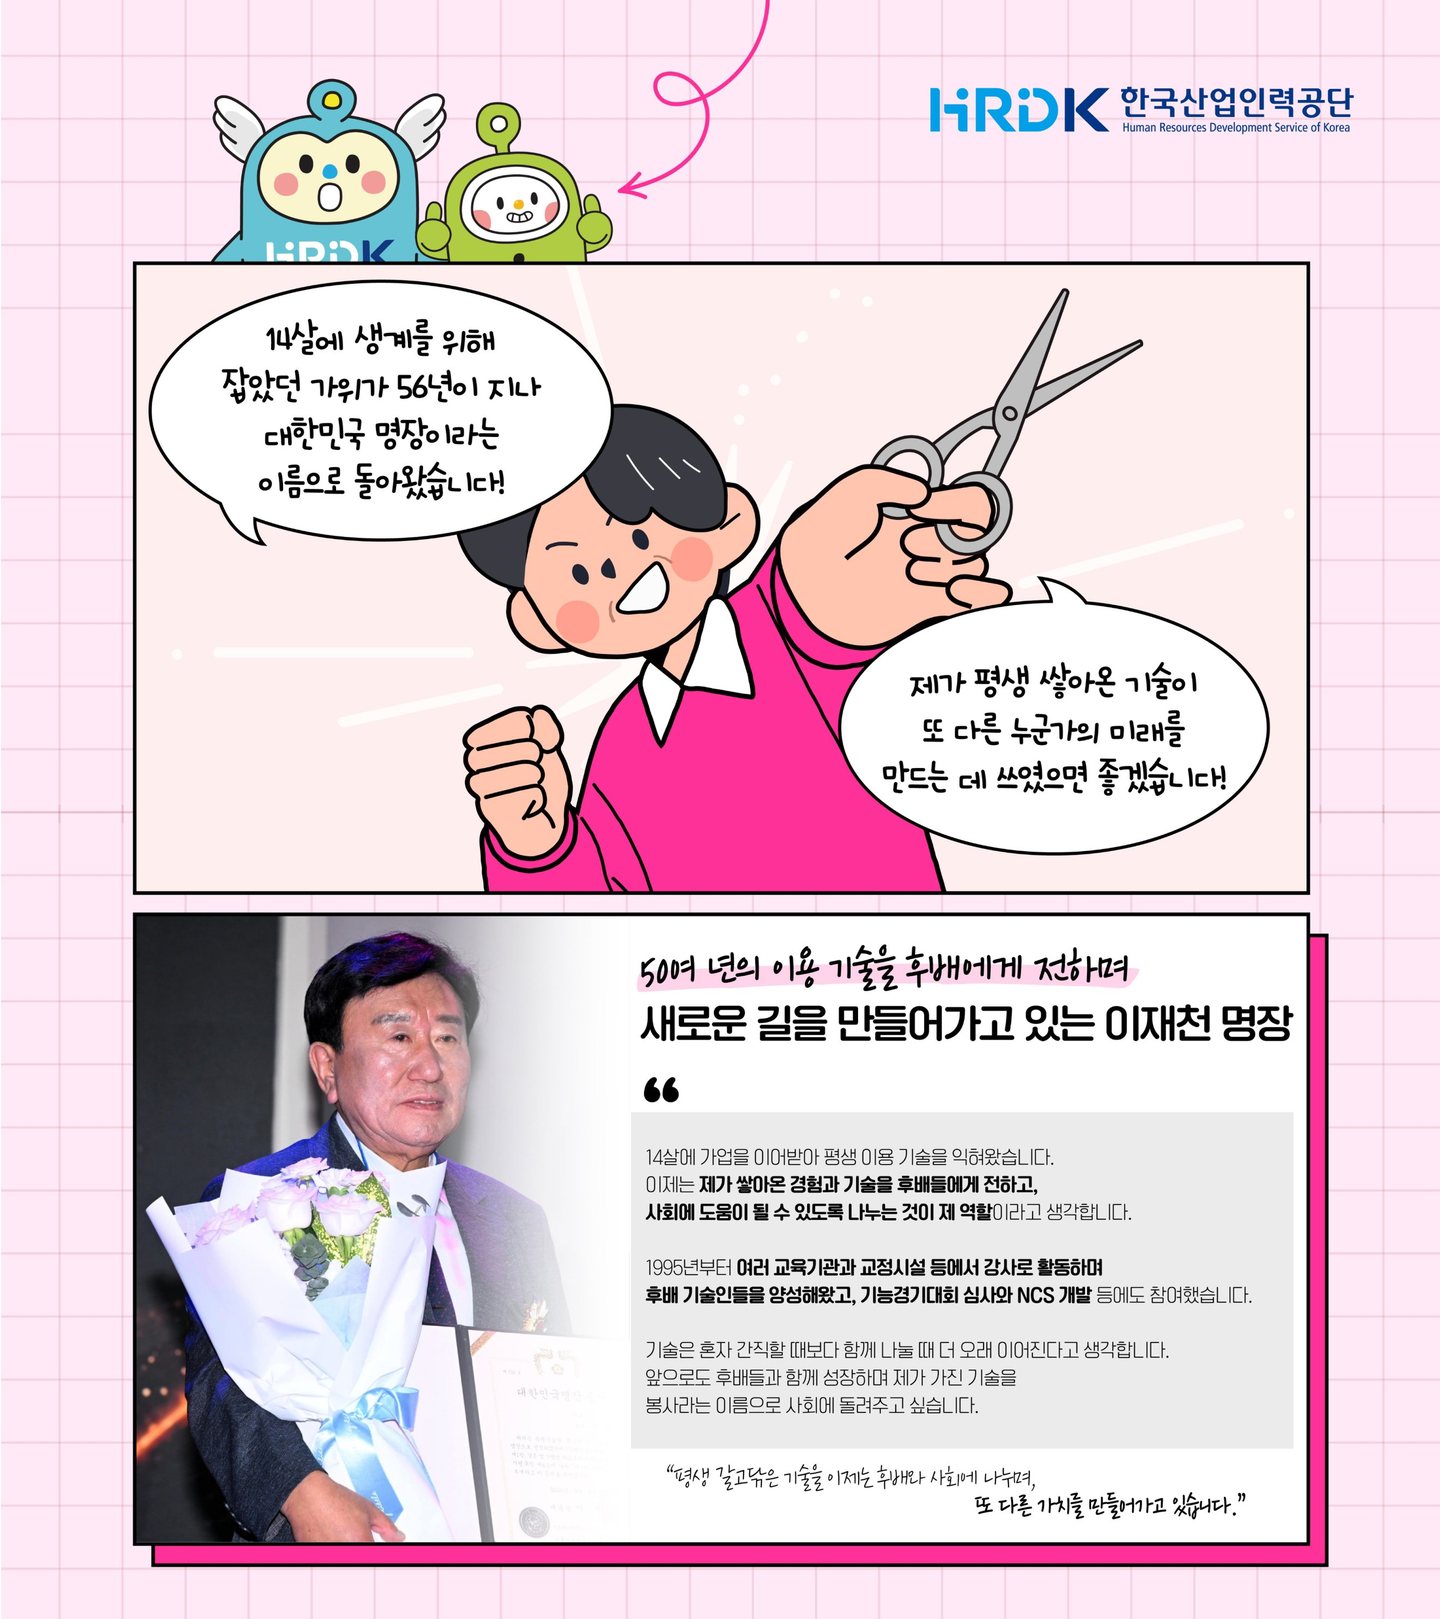 HRDK 한국산업인력공단
Human Resources Development Service of Korea
HRDK
14살에 생계를 위해
잡았던 가위가 56년이 지나
대한민국 명장이라는
이름으로 돌아왔습니다!
제가 평생 쌓아온 기술이
또 다른 누군가의 미래를
만드는 데 쓰였으면 좋겠습니다!
50여 년의 이용 기술을 후배에게 전하며
새로운 길을 만들어가고 있는 이재천 명장
“
14살에 가업을 이어받아 평생 이용 기술을 익혀왔습니다.
이제는 제가 쌓아온 경험과 기술을 후배들에게 전하고,
사회에 도움이 될 수 있도록 나누는 것이 제 역할이라고 생각합니다.
1995년부터 여러 교육기관과 교정시설 등에서 강사로 활동하며
후배 기술인들을 양성해왔고, 기능경기대회 심사와 NCS 개발 등에도 참여했습니다.
기술은 혼자 간직할 때보다 함께 나눌 때 더 오래 이어진다고 생각합니다.
앞으로도 후배들과 함께 성장하며 제가 가진 기술을
봉사라는 이름으로 사회에 돌려주고 싶습니다.
“평생 갈고닦은 기술을 이제는 후배와 사회에 나누며,
또 다른 가치를 만들어가고 있습니다.”
대한민국명장